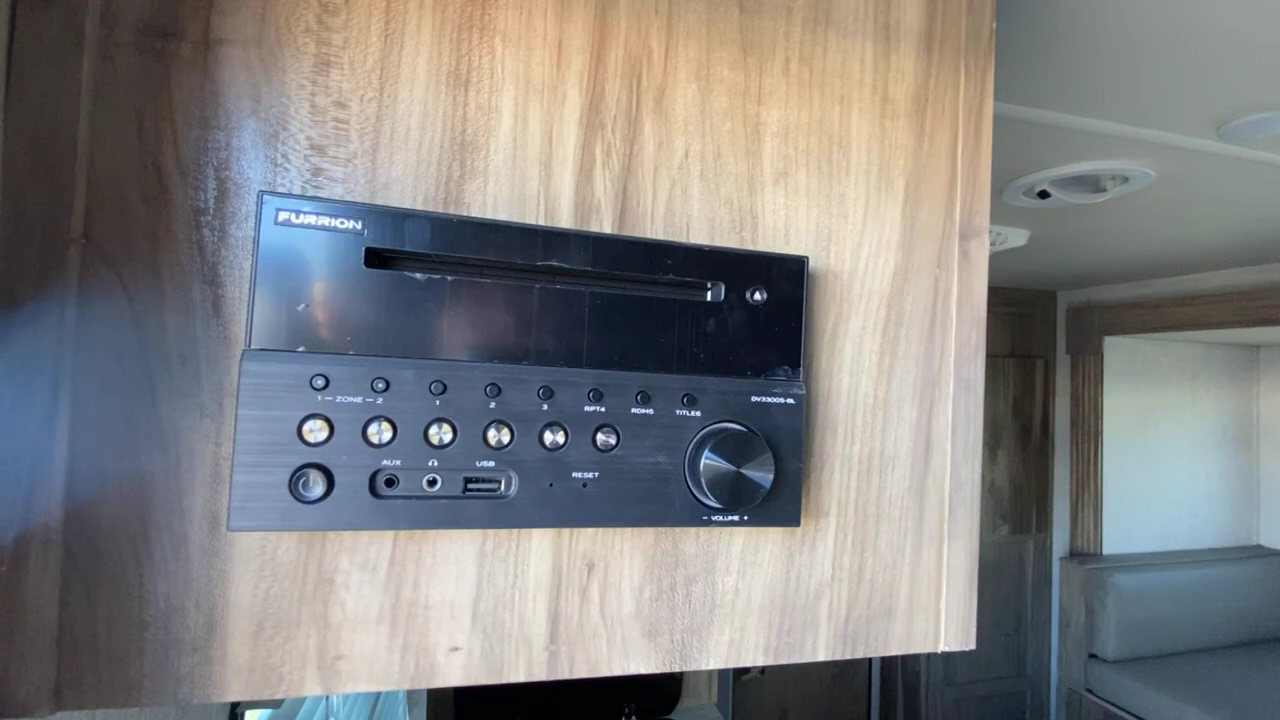 FURRION
1 - ZONE - 2
1
2
3
RPT4
RDM5
TITLE6
DV3300S-BL
AUX
USB
RESET
- VOLUME +